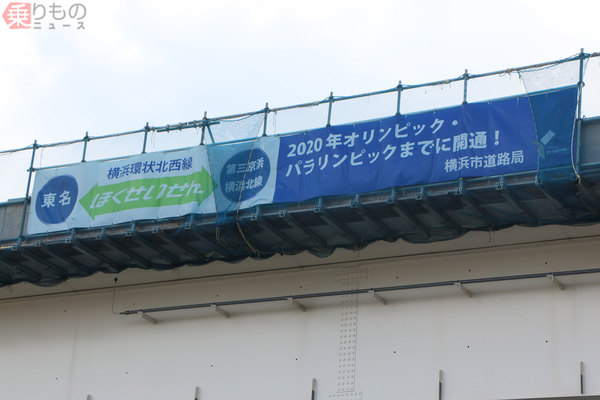 乗りもの
ニュース
横浜環状北西線
東名
ほくせいせん
第三京浜
横浜北線
2020年オリンピック・
パラリンピックまでに開通！
横浜市道路局